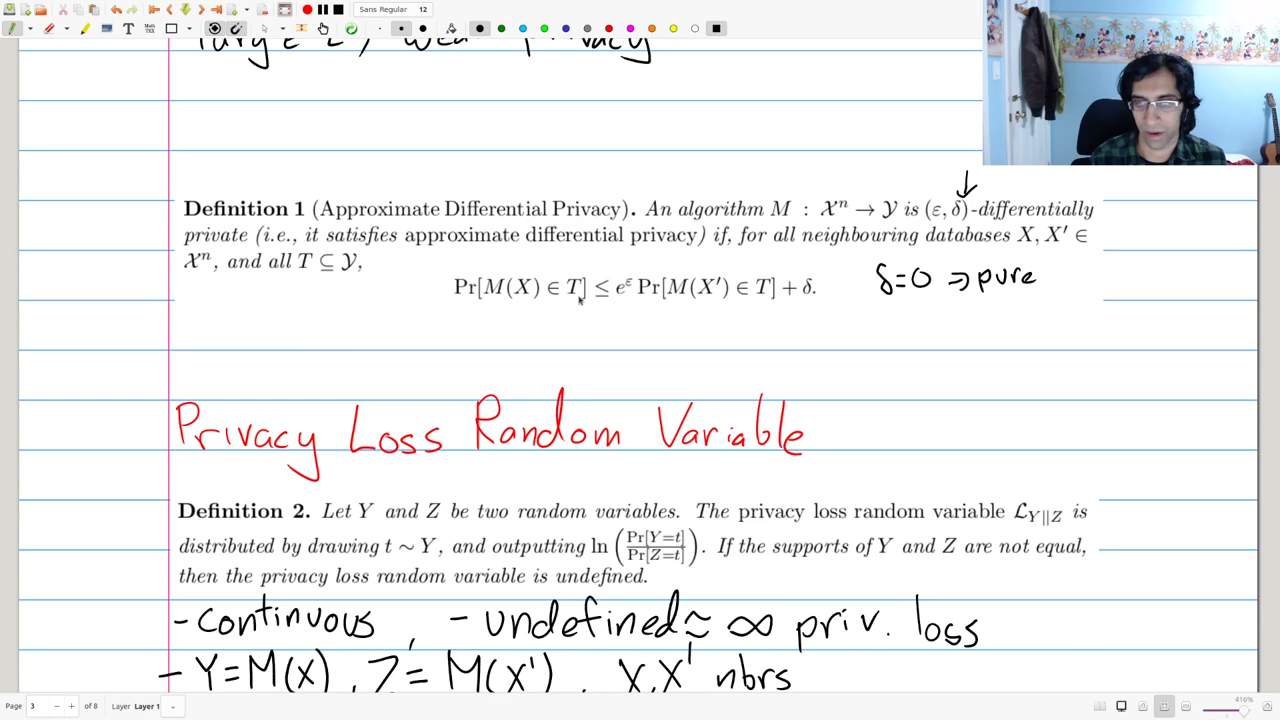 Sans Regular 12
Definition 1 (Approximate Differential Privacy). An algorithm M : 𝒳ⁿ → 𝒴 is (ε, δ)-differentially
private (i.e., it satisfies approximate differential privacy) if, for all neighbouring databases X, X′ ∈
𝒳ⁿ, and all T ⊆ 𝒴,
Pr[M(X) ∈ T] ≤ e^ε Pr[M(X′) ∈ T] + δ.
δ=0 ⇒ pure
Privacy Loss Random Variable
Definition 2. Let Y and Z be two random variables. The privacy loss random variable ℒ_{Y||Z} is
distributed by drawing t ∼ Y, and outputting ln(Pr[Y=t]/Pr[Z=t]). If the supports of Y and Z are not equal,
then the privacy loss random variable is undefined.
- continuous , - undefined ≈ ∞ priv. loss
- Y=M(X), Z=M(X'), X,X' nbrs
Page 3 of 8 Layer Layer 1 416%